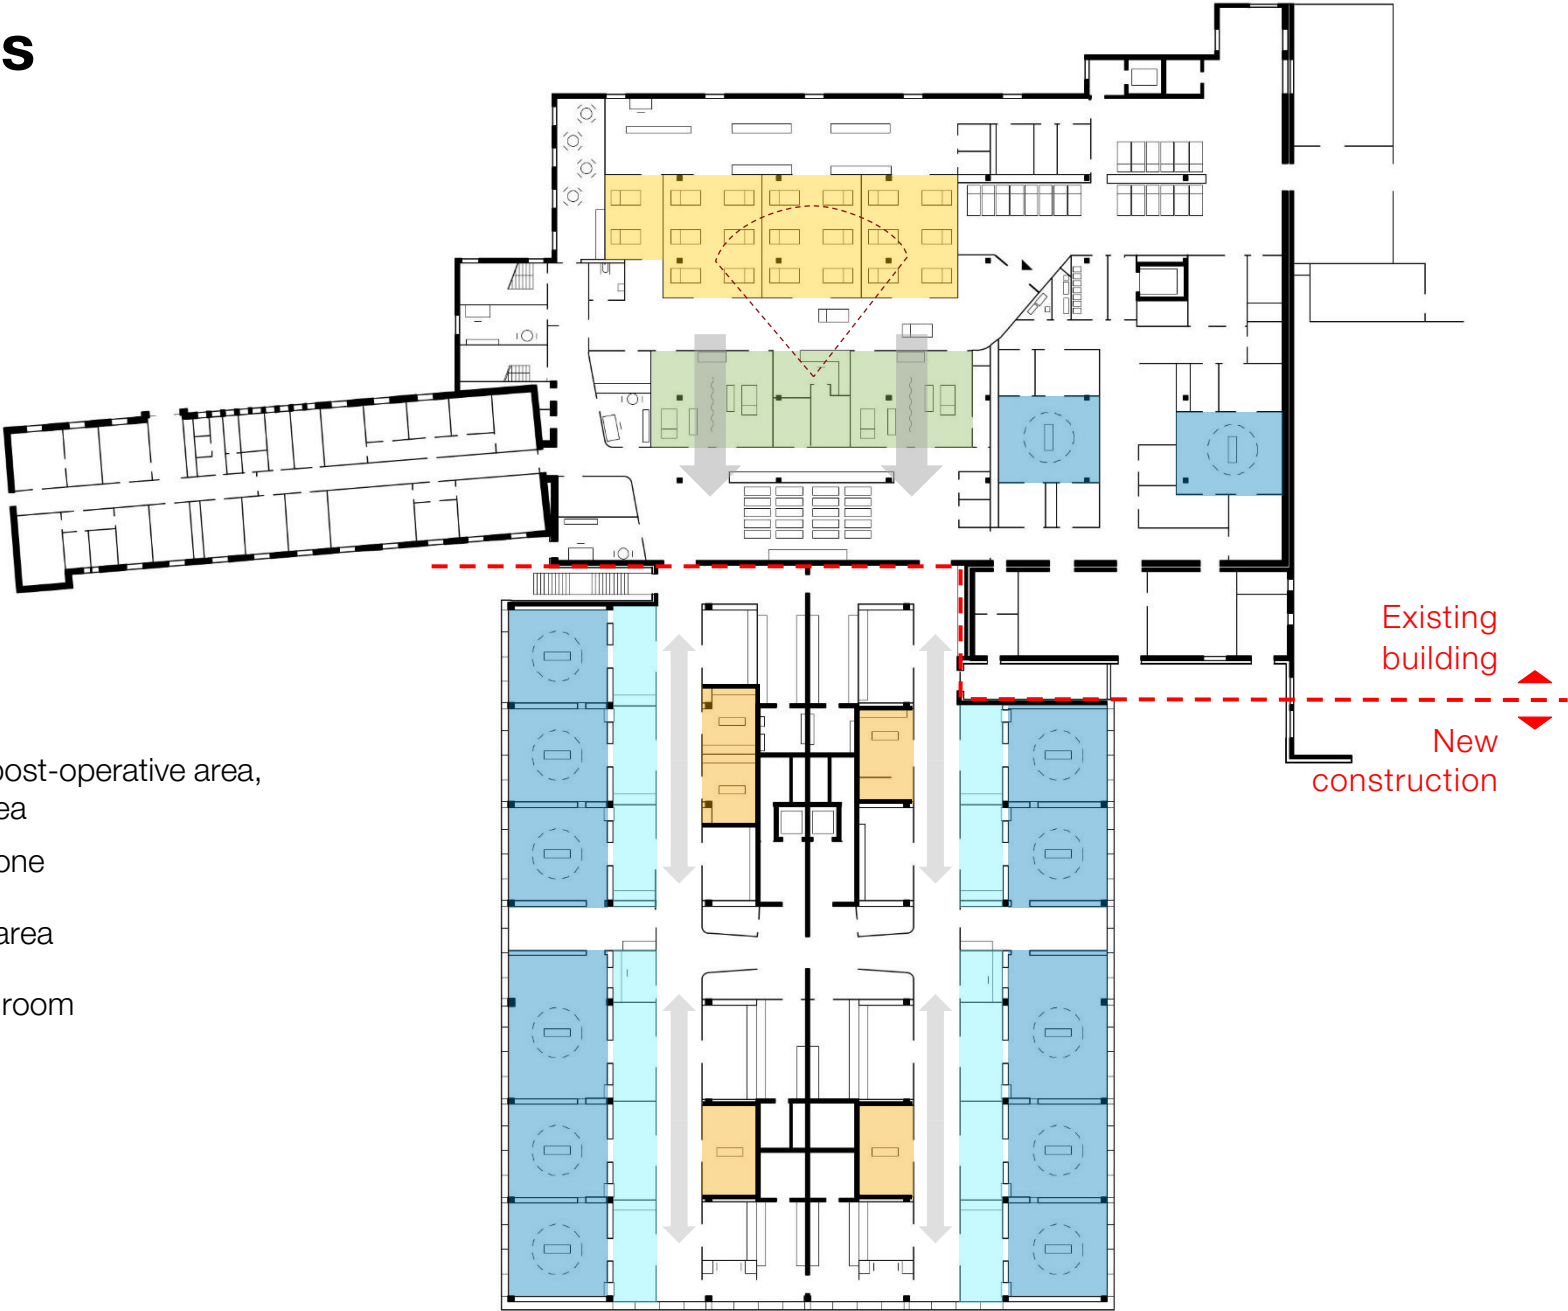 s
post-operative area,
ea
one
area
room
Existing
building
New
construction